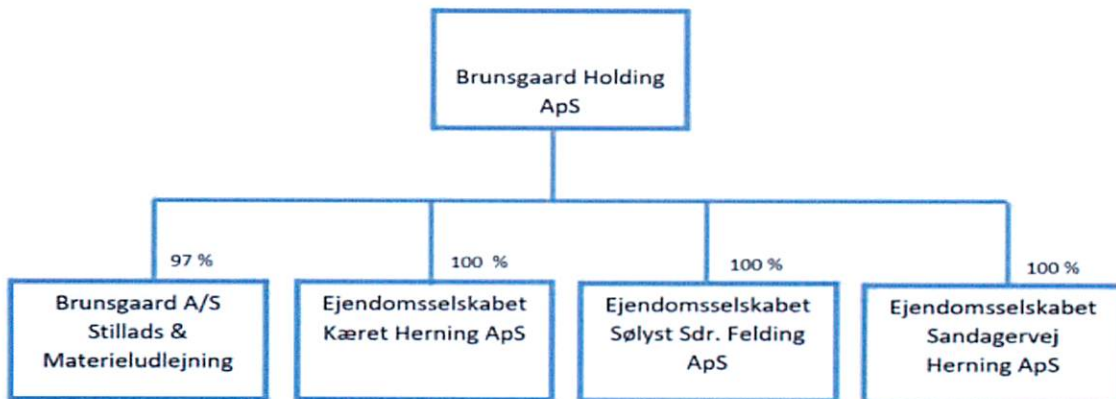 Brunsgaard Holding
ApS
97 %
100 %
100 %
100 %
Brunsgaard A/S
Stillads &
Materieludlejning
Ejendomsselskabet
Kæret Herning ApS
Ejendomsselskabet
Sølyst Sdr. Felding
ApS
Ejendomsselskabet
Sandagervej
Herning ApS